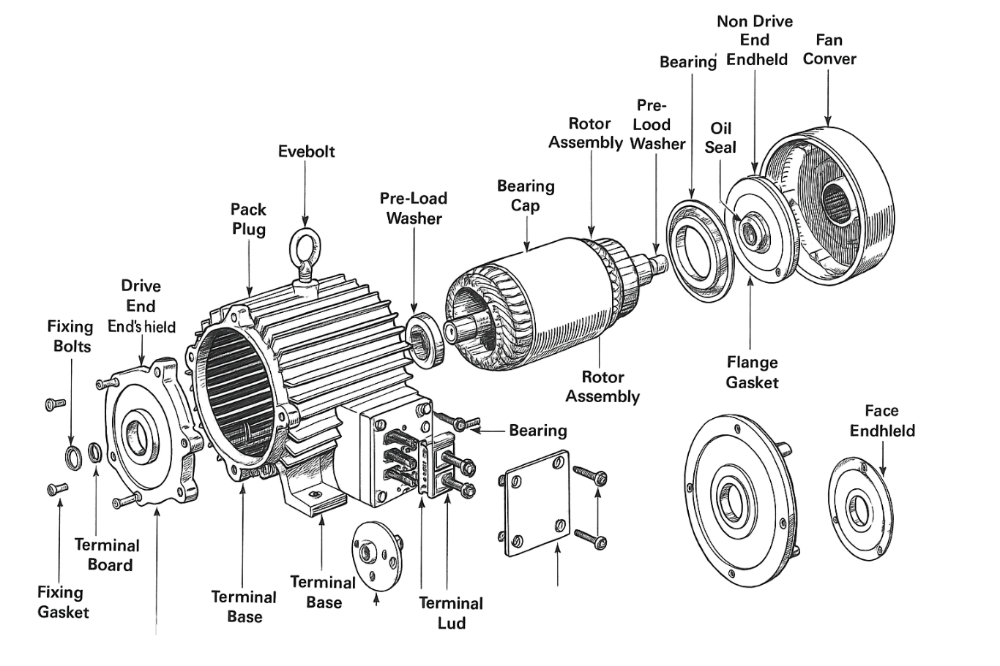 Non Drive
End
Endheld
Fan
Conver
Bearing
Pre-
Lood
Washer
Rotor
Assembly
Oil
Seal
Evebolt
Bearing
Cap
Pre-Load
Washer
Pack
Plug
Drive
End
End's hield
Fixing
Bolts
Flange
Gasket
Rotor
Assembly
Face
Endhleld
Bearing
Terminal
Board
Fixing
Gasket
Terminal
Base
Terminal
Base
Terminal
Lud